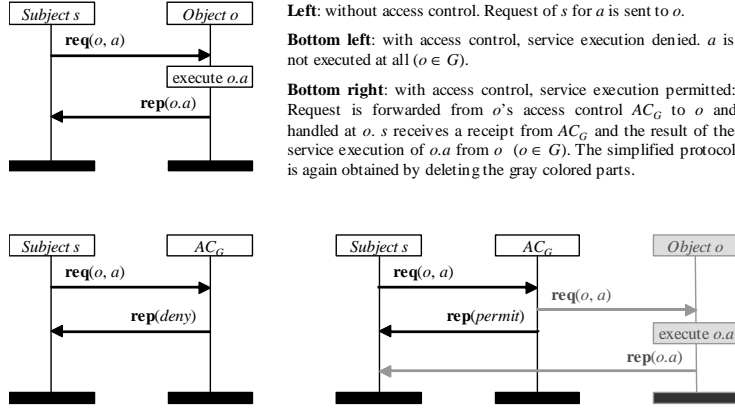 Subject s Object o
req(o, a)
execute o.a
rep(o.a)
Left: without access control. Request of s for a is sent to o.
Bottom left: with access control, service execution denied. a is
not executed at all (o ∈ G).
Bottom right: with access control, service execution permitted:
Request is forwarded from o's access control AC_G to o and
handled at o. s receives a receipt from AC_G and the result of the
service execution of o.a from o (o ∈ G). The simplified protocol
is again obtained by deleting the gray colored parts.
Subject s AC_G
req(o, a)
rep(deny)
Subject s AC_G Object o
req(o, a)
req(o, a)
rep(permit)
execute o.a
rep(o.a)